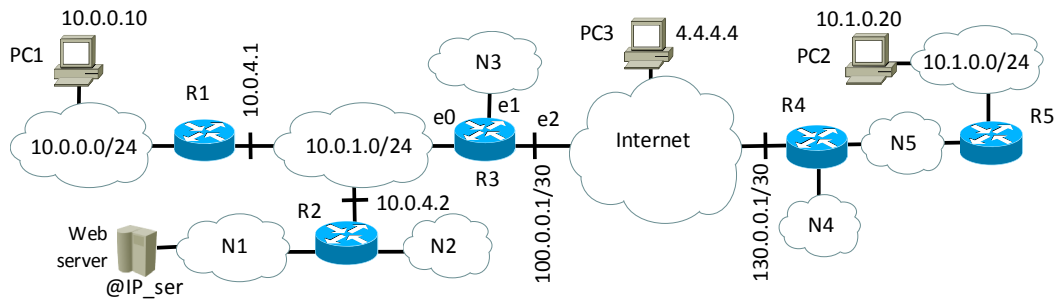 10.0.0.10
PC1
R1
10.0.4.1
10.0.0.0/24
10.0.1.0/24
N3
e1
e0
e2
R3
100.0.0.1/30
PC3
4.4.4.4
Internet
10.1.0.20
PC2
10.1.0.0/24
R4
R5
N5
130.0.0.1/30
N4
R2
10.0.4.2
Web
server
@IP_ser
N1
N2